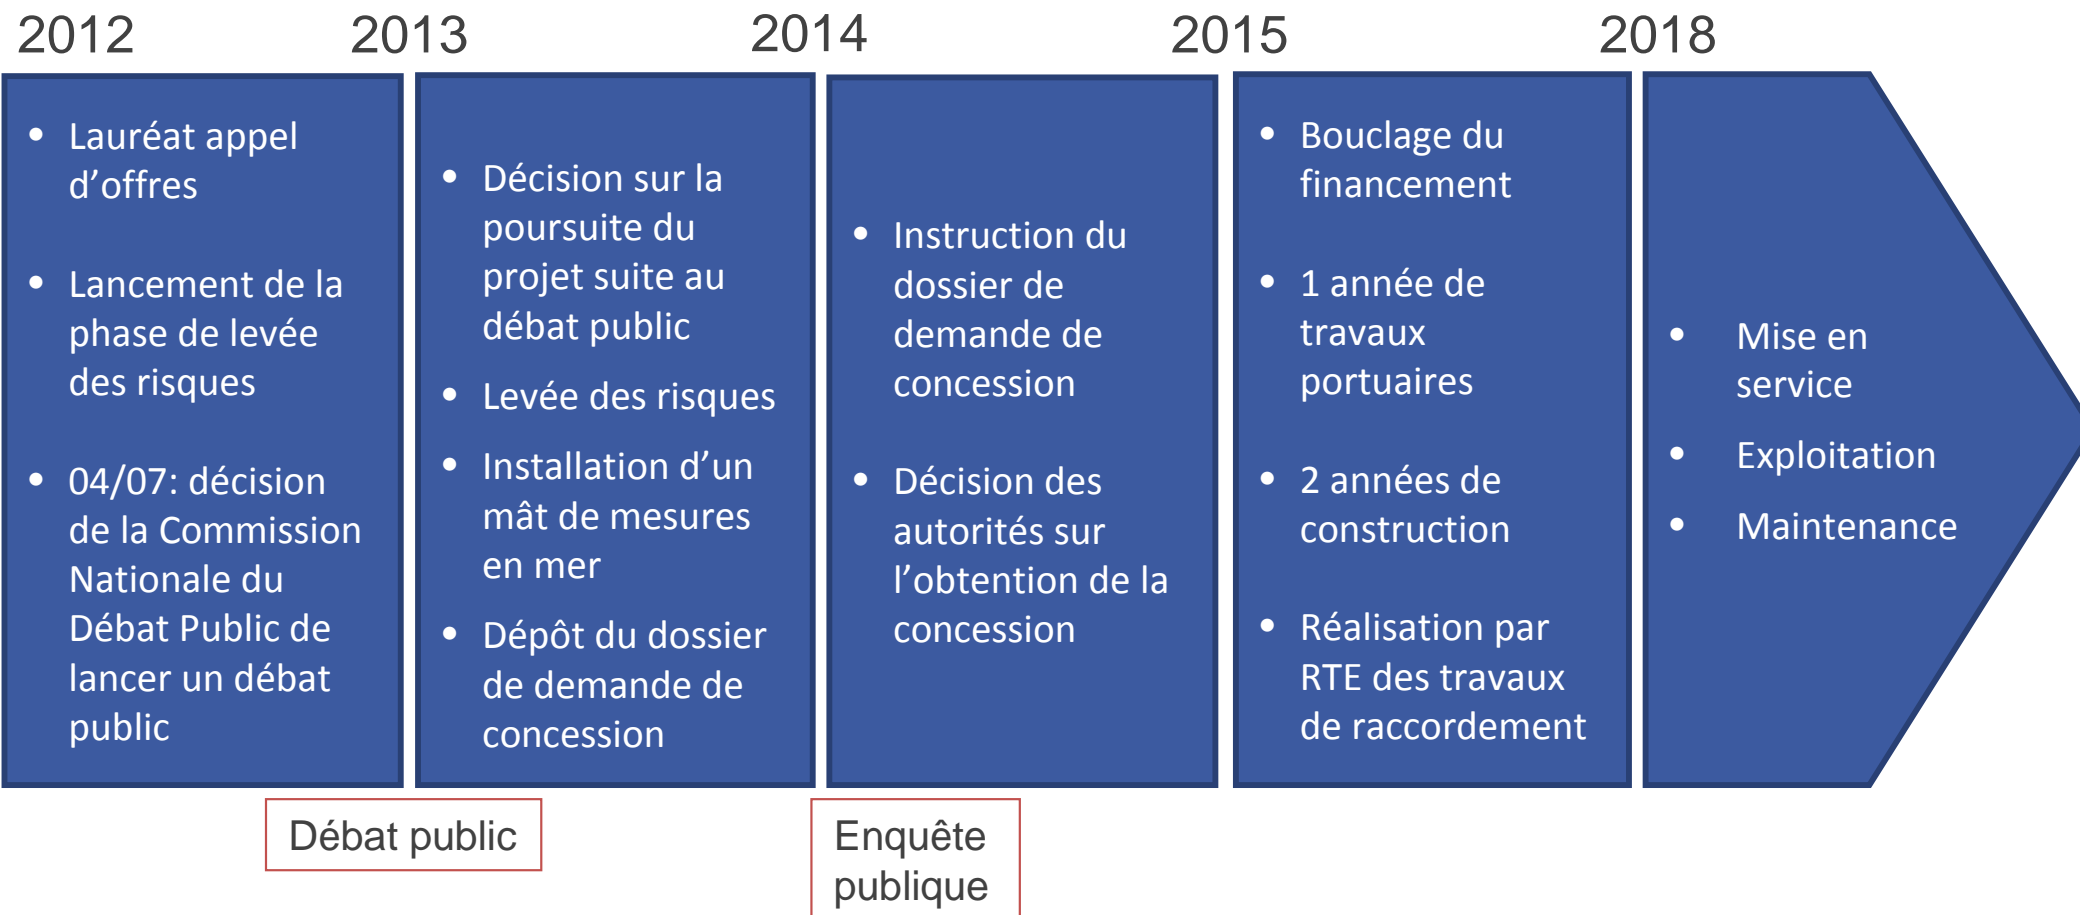 2012
2013
2014
2015
2018
• Lauréat appel
d’offres
• Lancement de la
phase de levée
des risques
• 04/07: décision
de la Commission
Nationale du
Débat Public de
lancer un débat
public
• Décision sur la
poursuite du
projet suite au
débat public
• Levée des risques
• Installation d’un
mât de mesures
en mer
• Dépôt du dossier
de demande de
concession
• Instruction du
dossier de
demande de
concession
• Décision des
autorités sur
l’obtention de la
concession
• Bouclage du
financement
• 1 année de
travaux
portuaires
• 2 années de
construction
• Réalisation par
RTE des travaux
de raccordement
• Mise en
service
• Exploitation
• Maintenance
Débat public
Enquête
publique